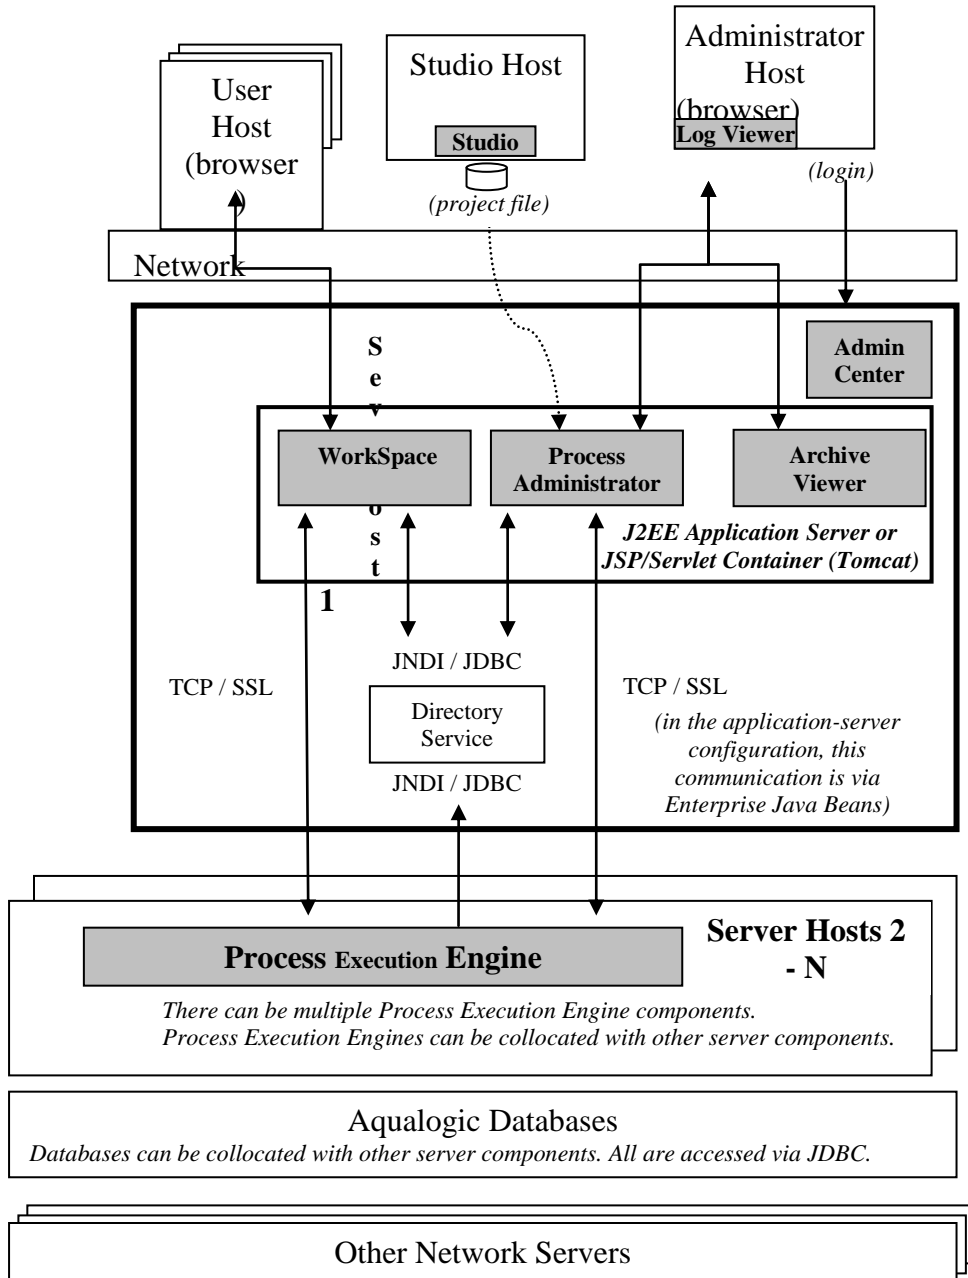 User
Host
(browser
)
Studio Host
Studio
(project file)
Administrator
Host
(browser)
Log Viewer
(login)
Network
Admin
Center
S
e
v
o
s
t
1
WorkSpace
Process
Administrator
Archive
Viewer
J2EE Application Server or
JSP/Servlet Container (Tomcat)
JNDI / JDBC
TCP / SSL
TCP / SSL
Directory
Service
(in the application-server
configuration, this
communication is via
Enterprise Java Beans)
JNDI / JDBC
Server Hosts 2
- N
Process Execution Engine
There can be multiple Process Execution Engine components.
Process Execution Engines can be collocated with other server components.
Aqualogic Databases
Databases can be collocated with other server components. All are accessed via JDBC.
Other Network Servers